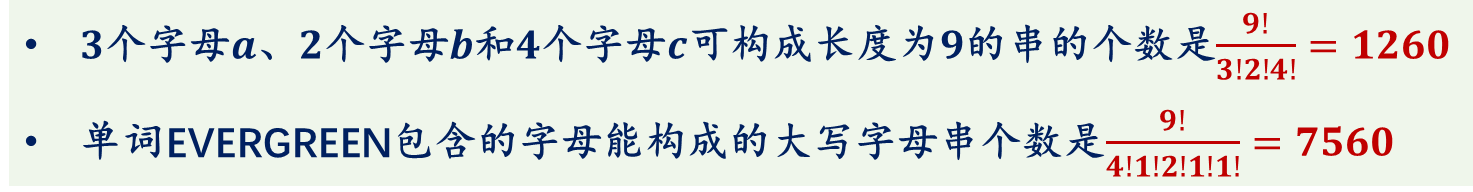 • 3个字母a、2个字母b和4个字母c可构成长度为9的串的个数是9!/3!2!4! = 1260
• 单词EVERGREEN包含的字母能构成的大写字母串个数是9!/4!1!2!1!1! = 7560